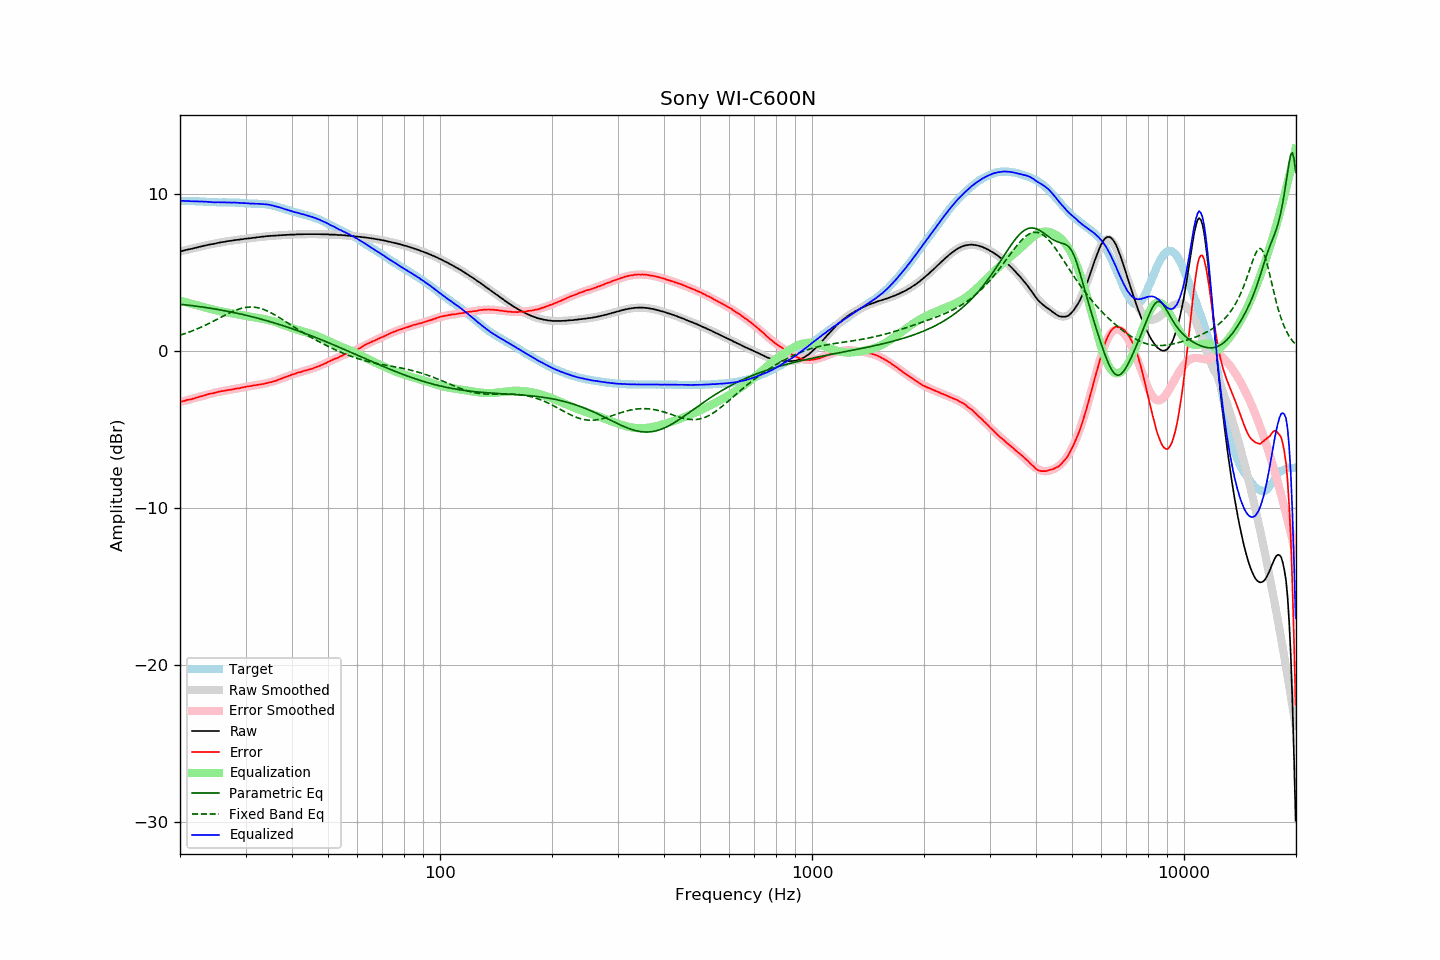 Sony WI-C600N
10
0
−10
−20
−30
Amplitude (dBr)
Target
Raw Smoothed
Error Smoothed
Raw
Error
Equalization
Parametric Eq
Fixed Band Eq
Equalized
100
1000
10000
Frequency (Hz)